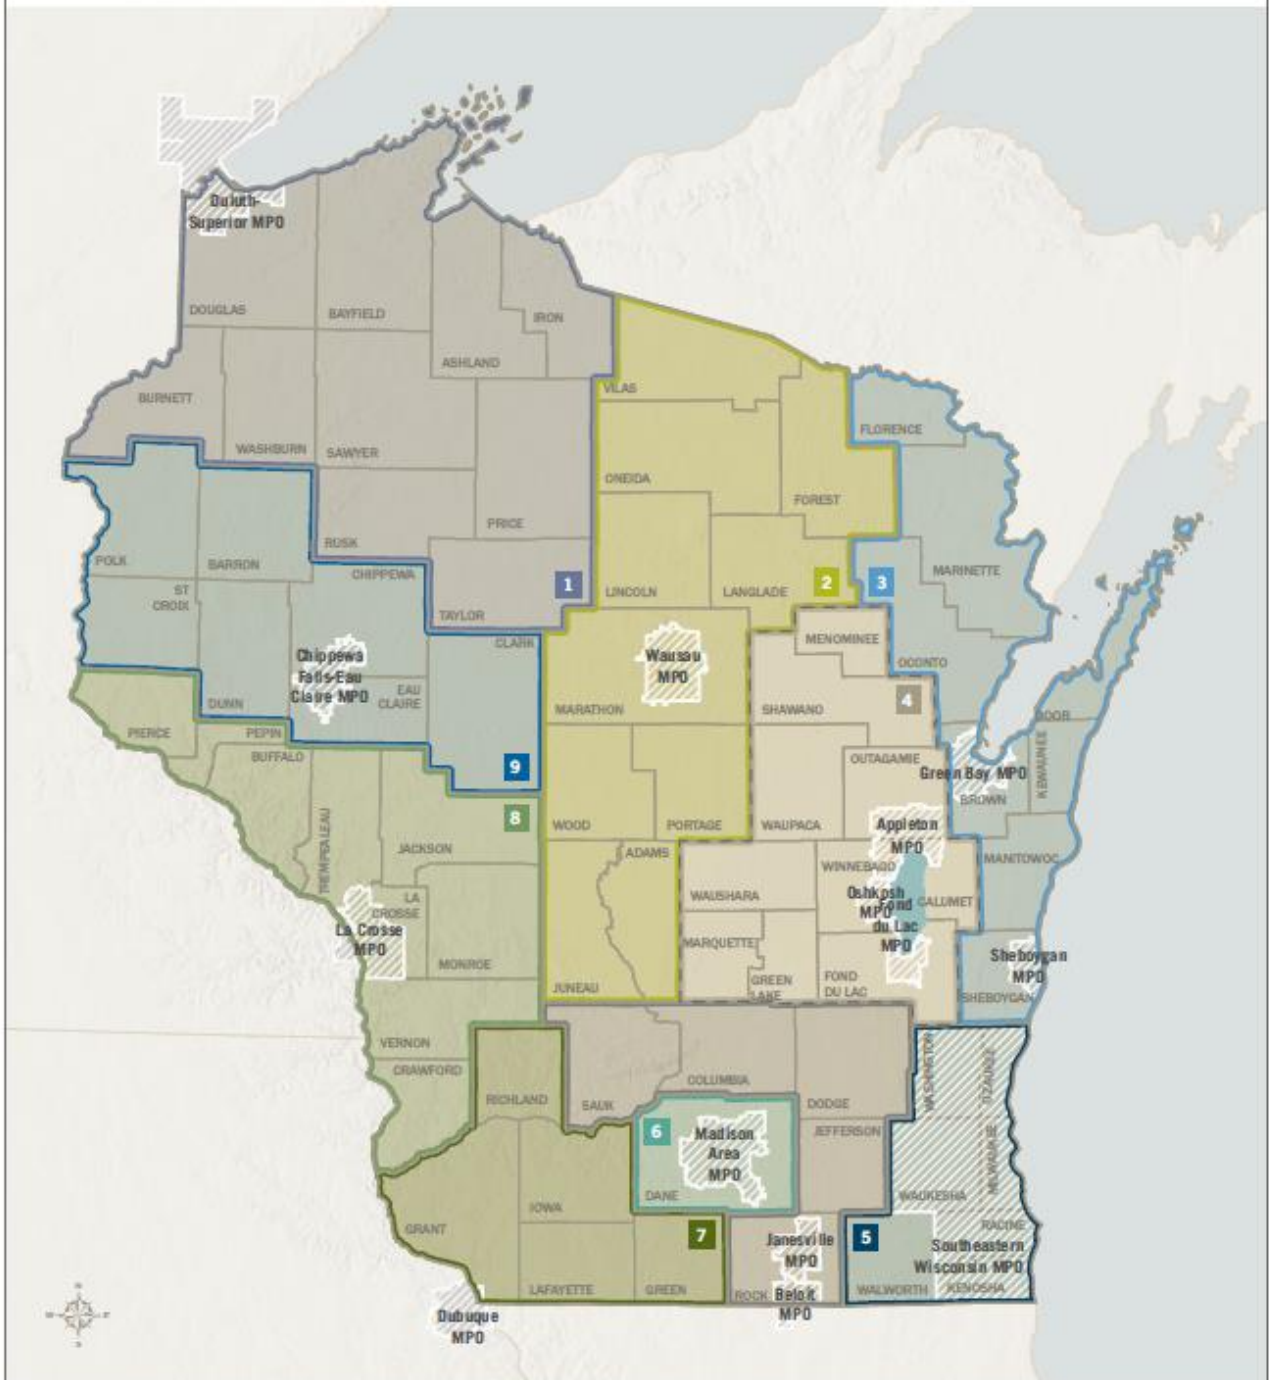 Duluth-
Superior MPO
DOUGLAS
BAYFIELD
IRON
ASHLAND
VILAS
BURNETT
WASHBURN
SAWYER
FLORENCE
ONEIDA
FOREST
PRICE
RUSK
POLK
BARRON
CHIPPEWA
MARINETTE
ST
CROIX
1
LINCOLN
LANGLADE
2
3
TAYLOR
CLARK
MENOMINEE
Chippewa
Falls-Eau
Claire MPO
Wausau
MPO
OCONTO
DUNN
EAU
CLAIRE
MARATHON
SHAWANO
4
DOOR
PIERCE
PEPIN
BUFFALO
9
OUTAGAMIE
Green Bay MPO
KEWAUNEE
BROWN
8
WOOD
PORTAGE
WAUPACA
Appleton
MPO
TREMPEALEAU
JACKSON
ADAMS
WINNEBAGO
MANITOWOC
LA
CROSSE
WAUSHARA
Oshkosh
MPO
CALUMET
Fond
du Lac
MPO
La Crosse
MPO
MONROE
MARQUETTE
Sheboygan
MPO
JUNEAU
GREEN
LAKE
FOND
DU LAC
SHEBOYGAN
VERNON
CRAWFORD
RICHLAND
SAUK
COLUMBIA
DODGE
WASHINGTON
OZAUKEE
6
Madison
Area
MPO
JEFFERSON
MILWAUKEE
DANE
WAUKESHA
GRANT
IOWA
7
Janesville
MPO
5
RACINE
Southeastern
Wisconsin MPO
LAFAYETTE
GREEN
ROCK
Beloit
MPO
WALWORTH
KENOSHA
Dubuque
MPO